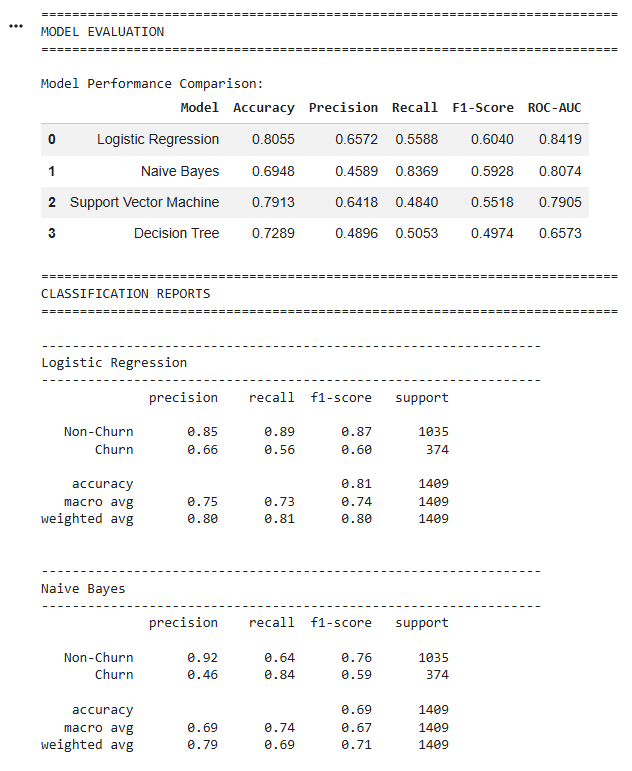 ================================================================================
MODEL EVALUATION
================================================================================
Model Performance Comparison:
Model Accuracy Precision Recall F1-Score ROC-AUC
0 Logistic Regression 0.8055 0.6572 0.5588 0.6040 0.8419
1 Naive Bayes 0.6948 0.4589 0.8369 0.5928 0.8074
2 Support Vector Machine 0.7913 0.6418 0.4840 0.5518 0.7905
3 Decision Tree 0.7289 0.4896 0.5053 0.4974 0.6573
================================================================================
CLASSIFICATION REPORTS
================================================================================
----------------------------------------------------------------------
Logistic Regression
----------------------------------------------------------------------
precision recall f1-score support
Non-Churn 0.85 0.89 0.87 1035
Churn 0.66 0.56 0.60 374
accuracy 0.81 1409
macro avg 0.75 0.73 0.74 1409
weighted avg 0.80 0.81 0.80 1409
----------------------------------------------------------------------
Naive Bayes
----------------------------------------------------------------------
precision recall f1-score support
Non-Churn 0.92 0.64 0.76 1035
Churn 0.46 0.84 0.59 374
accuracy 0.69 1409
macro avg 0.69 0.74 0.67 1409
weighted avg 0.79 0.69 0.71 1409